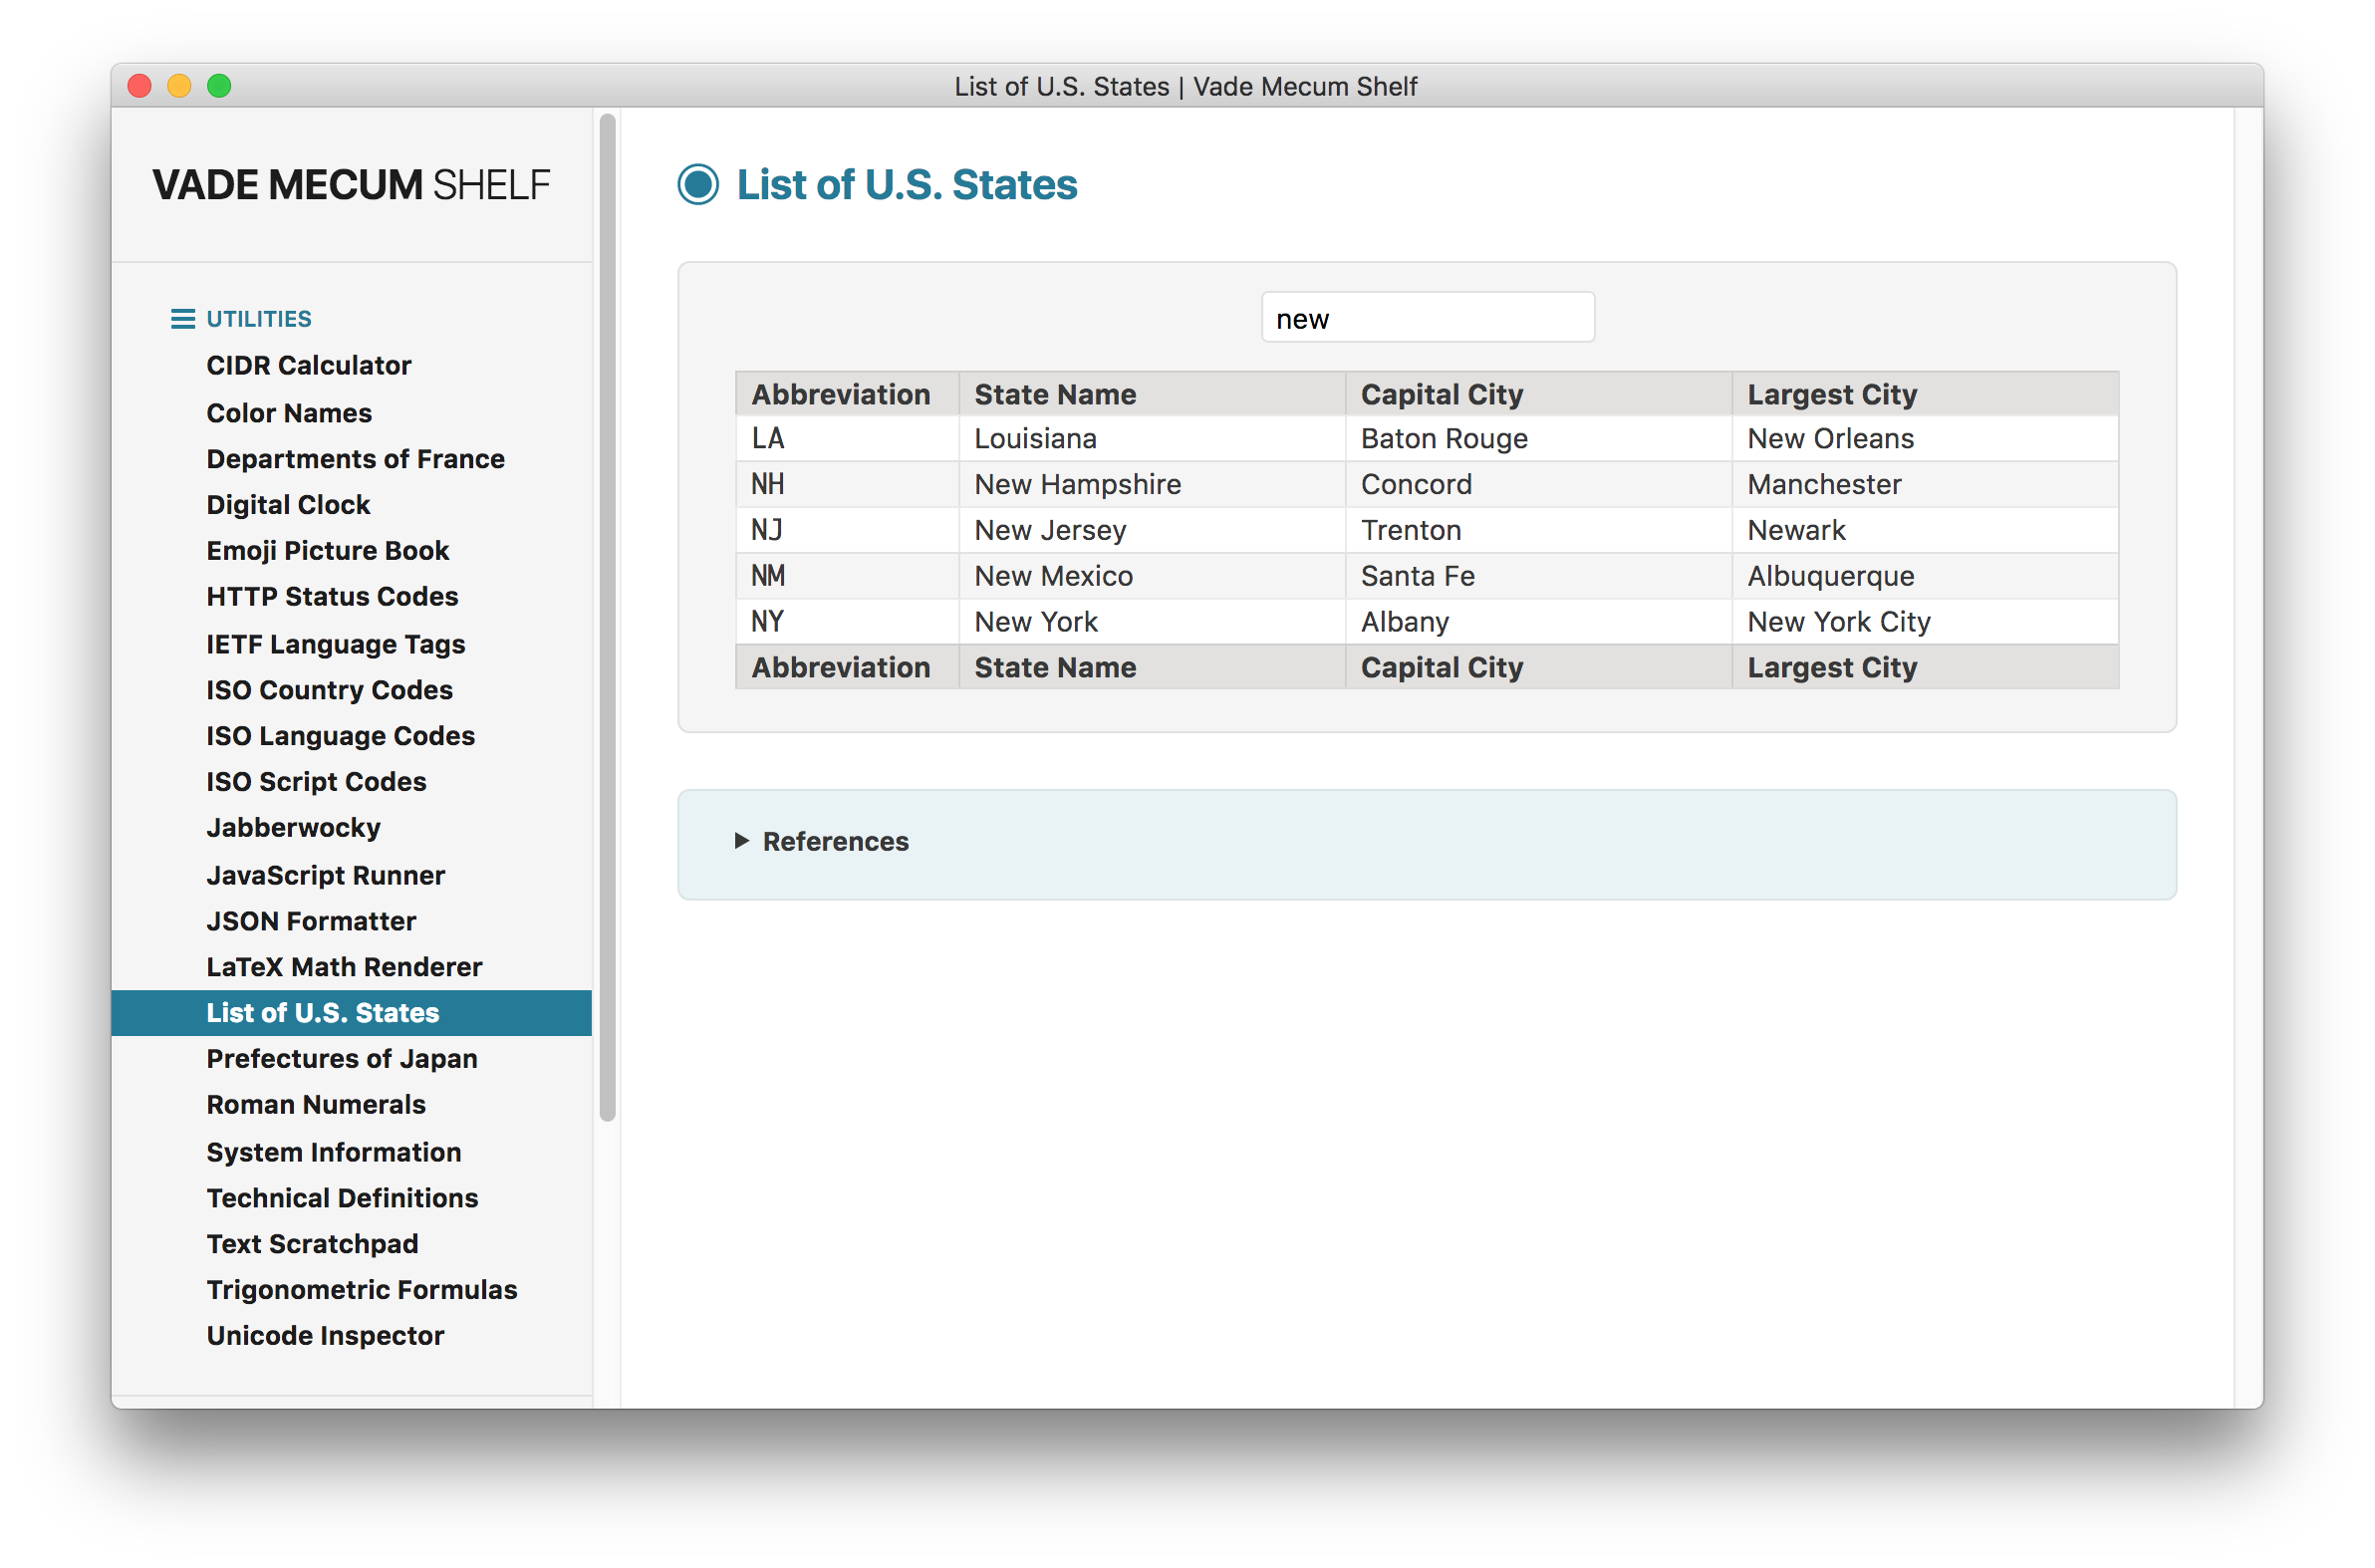 List of U.S. States | Vade Mecum Shelf
VADE MECUM SHELF
UTILITIES
CIDR Calculator
Color Names
Departments of France
Digital Clock
Emoji Picture Book
HTTP Status Codes
IETF Language Tags
ISO Country Codes
ISO Language Codes
ISO Script Codes
Jabberwocky
JavaScript Runner
JSON Formatter
LaTeX Math Renderer
List of U.S. States
Prefectures of Japan
Roman Numerals
System Information
Technical Definitions
Text Scratchpad
Trigonometric Formulas
Unicode Inspector
List of U.S. States
new
Abbreviation State Name Capital City Largest City
LA Louisiana Baton Rouge New Orleans
NH New Hampshire Concord Manchester
NJ New Jersey Trenton Newark
NM New Mexico Santa Fe Albuquerque
NY New York Albany New York City
Abbreviation State Name Capital City Largest City
References